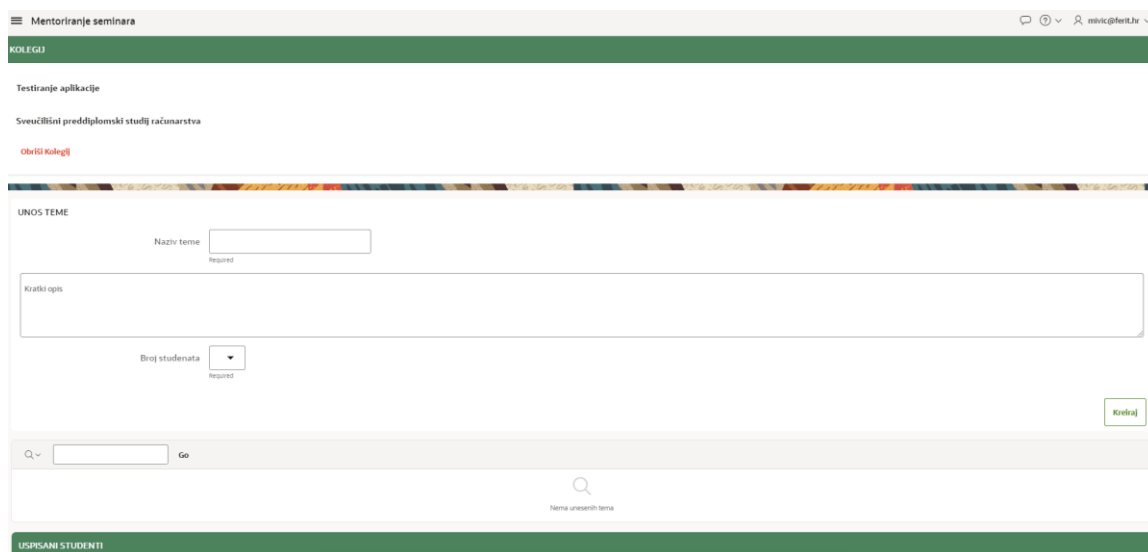 Mentoriranje seminara
mivic@ferit.hr
KOLEGIJ
Testiranje aplikacije
Sveučilišni preddiplomski studij računarstva
Obriši Kolegij
UNOS TEME
Naziv teme
Required
Kratki opis
Broj studenata
Required
Kreiraj
Go
Nema unesenih tema
USPISANI STUDENTI